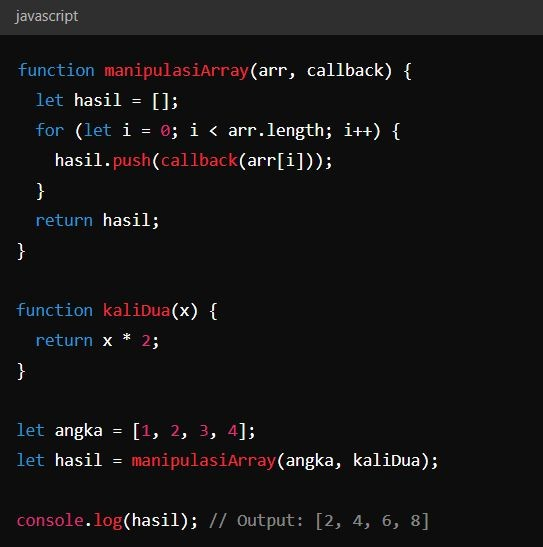 javascript
function manipulasiArray(arr, callback) {
  let hasil = [];
  for (let i = 0; i < arr.length; i++) {
    hasil.push(callback(arr[i]));
  }
  return hasil;
}
function kaliDua(x) {
  return x * 2;
}
let angka = [1, 2, 3, 4];
let hasil = manipulasiArray(angka, kaliDua);
console.log(hasil); // Output: [2, 4, 6, 8]